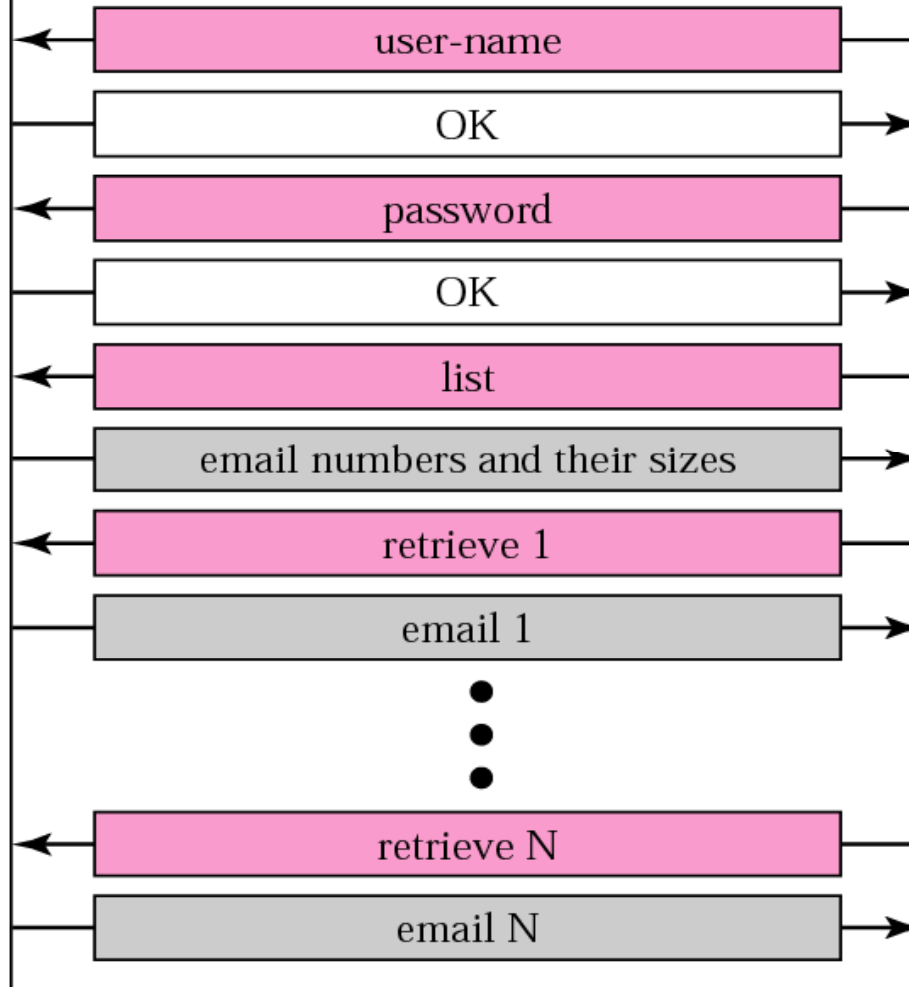 user-name
OK
password
OK
list
email numbers and their sizes
retrieve 1
email 1
retrieve N
email N